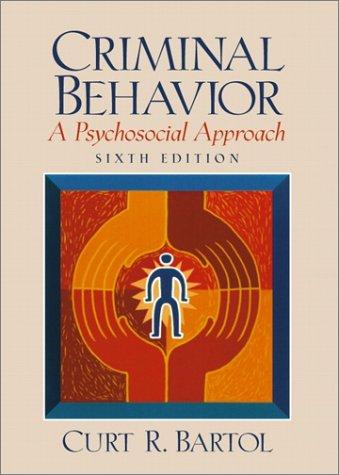 CRIMINAL
BEHAVIOR
A Psychosocial Approach
SIXTH EDITION
CURT R. BARTOL